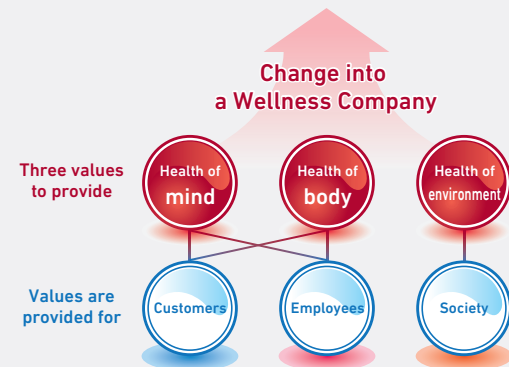 Change into
a Wellness Company
Three values
to provide
Health of
mind
Health of
body
Health of
environment
Values are
provided for
Customers
Employees
Society